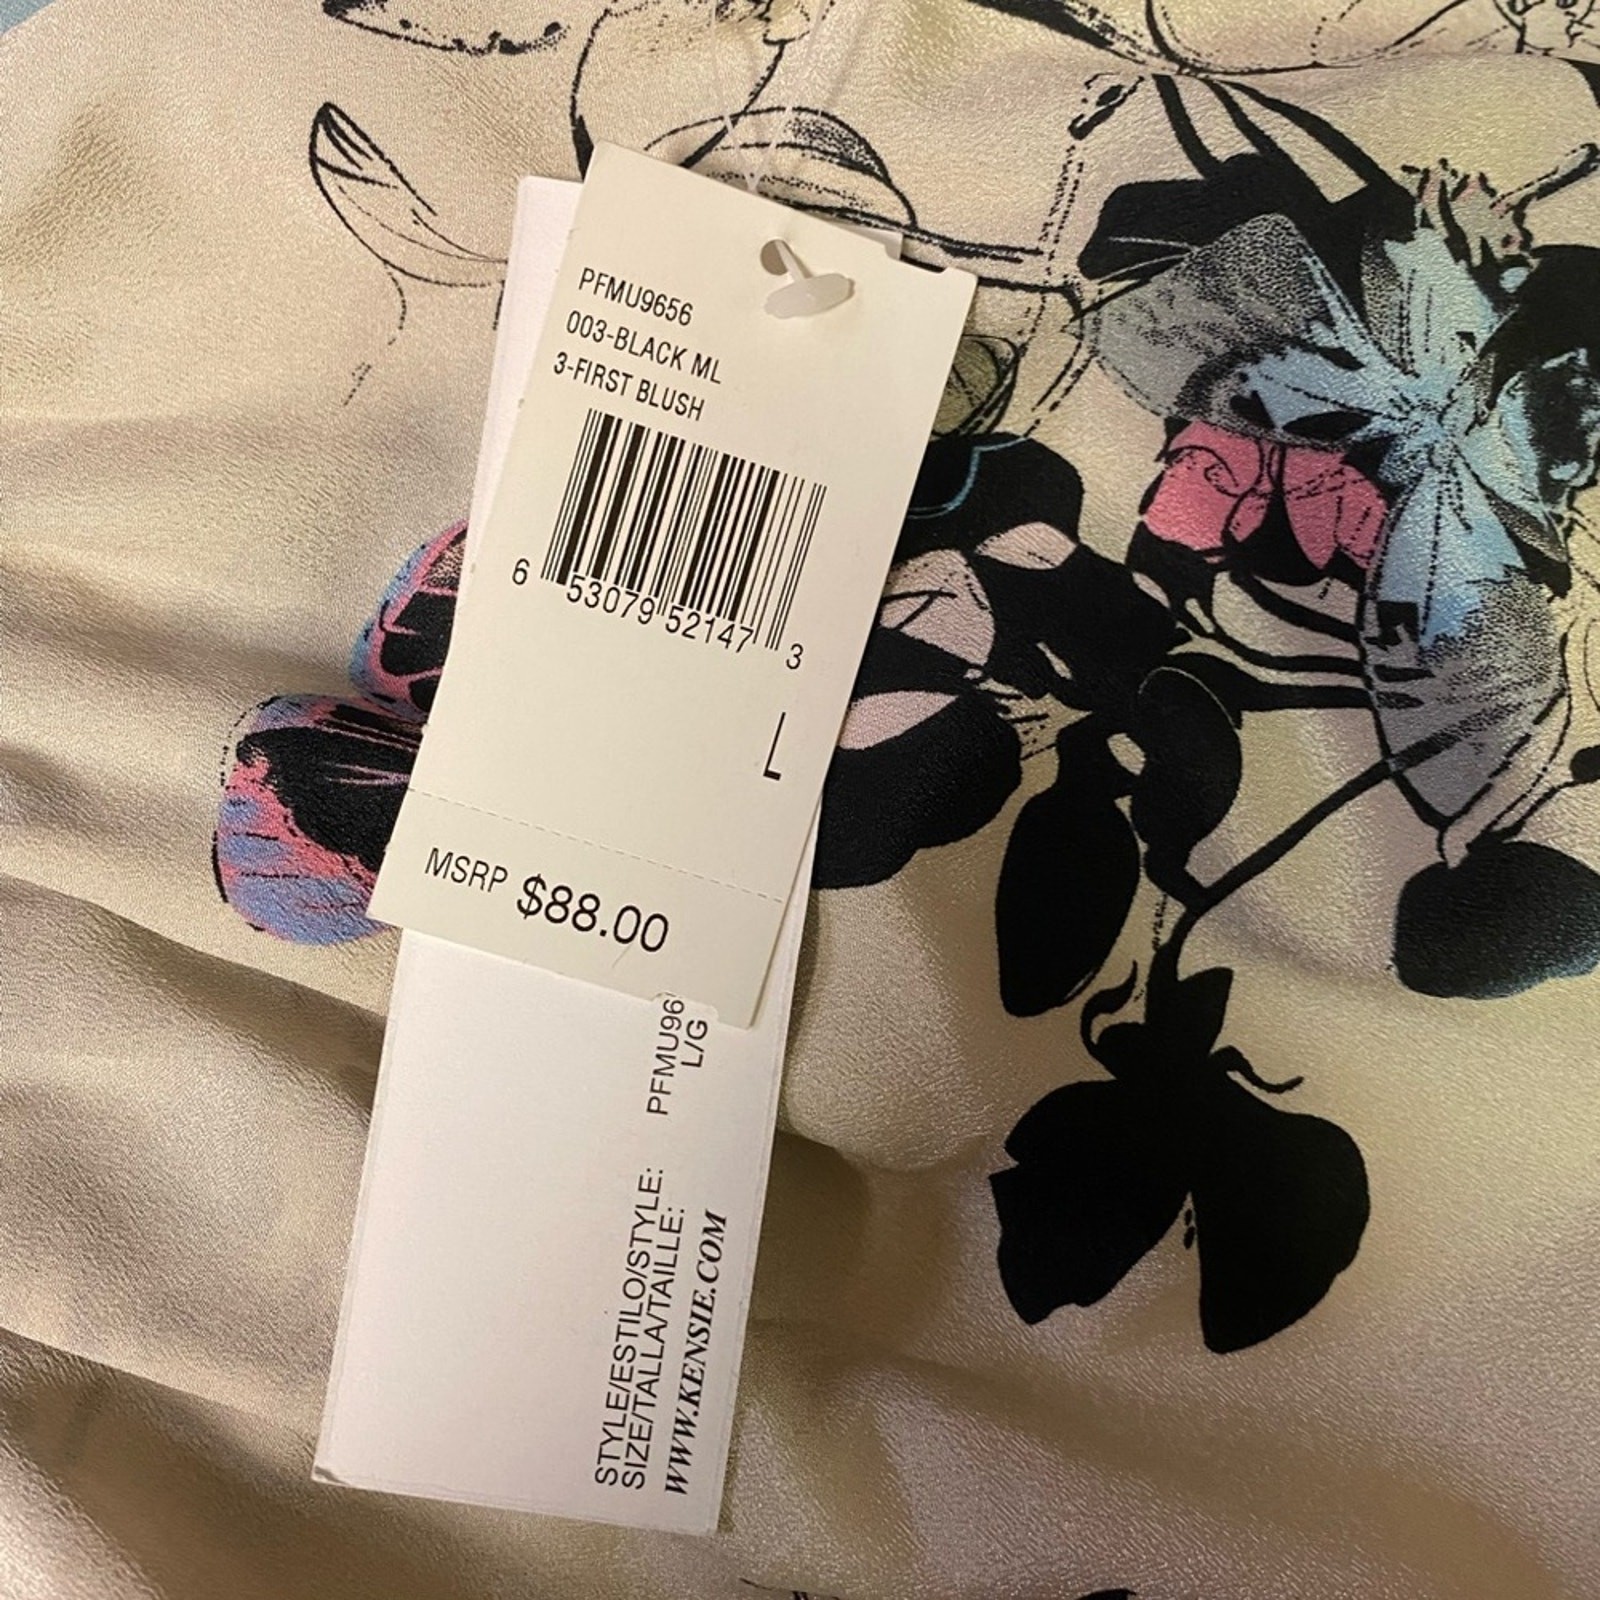 PFMU9656
003-BLACK ML
3-FIRST BLUSH
6 53079 52147 3
L
MSRP $88.00
STYLE/ESTILO/STYLE: PFMU96
SIZE/TALLA/TAILLE: L/G
WWW.KENSIE.COM